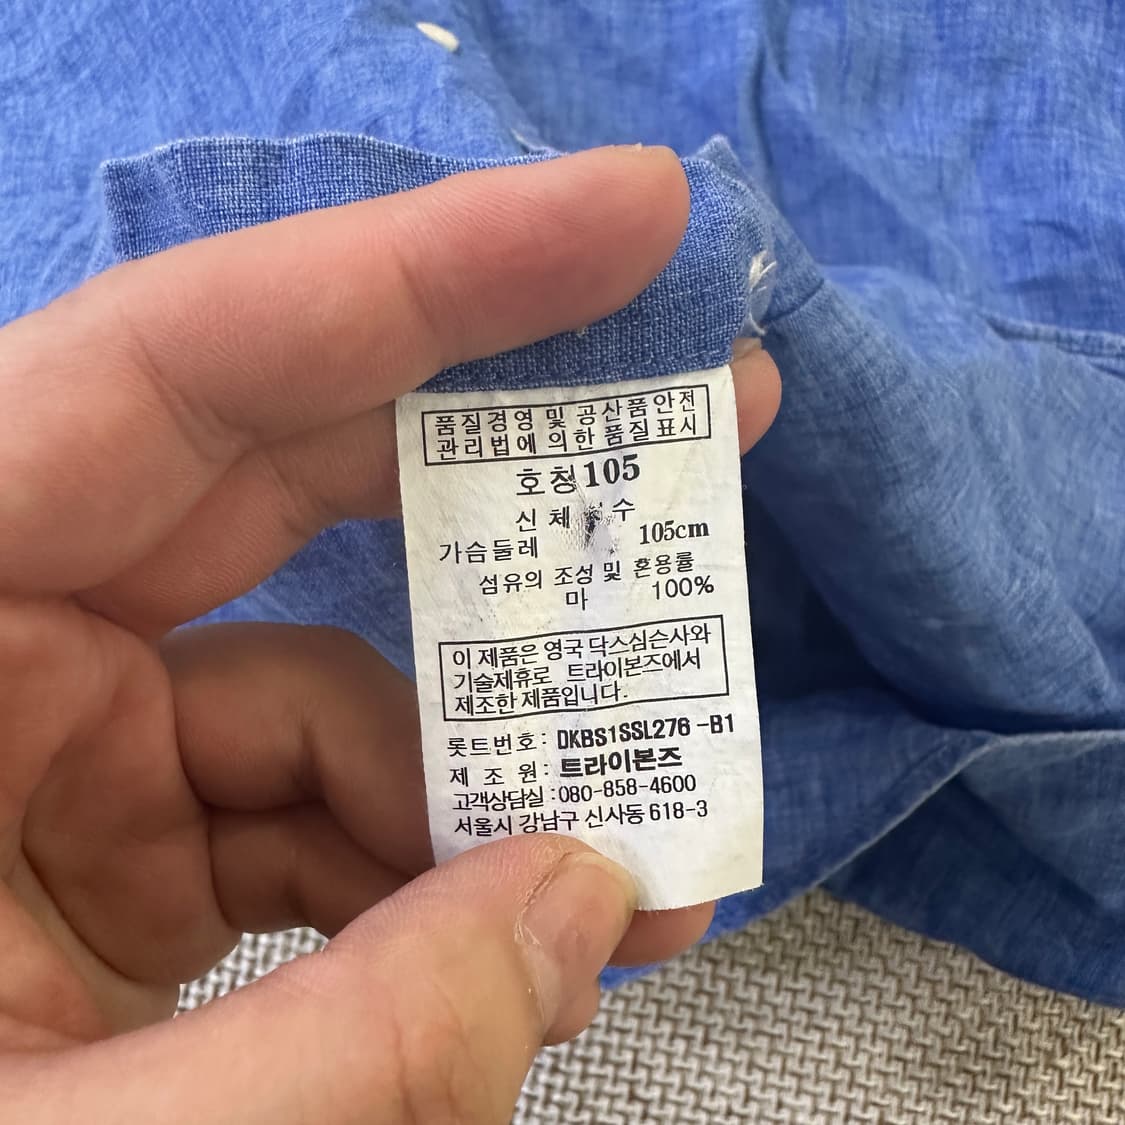 품질경영 및 공산품안전
관리법에 의한 품질표시
호칭 105
신체 수
가슴둘레 105cm
섬유의 조성 및 혼용률
마 100%
이 제품은 영국 닥스심슨사와
기술제휴로 트라이본즈에서
제조한 제품입니다.
롯트번호: DKBS1SSL276-B1
제 조 원: 트라이본즈
고객상담실:080-858-4600
서울시 강남구 신사동 618-3